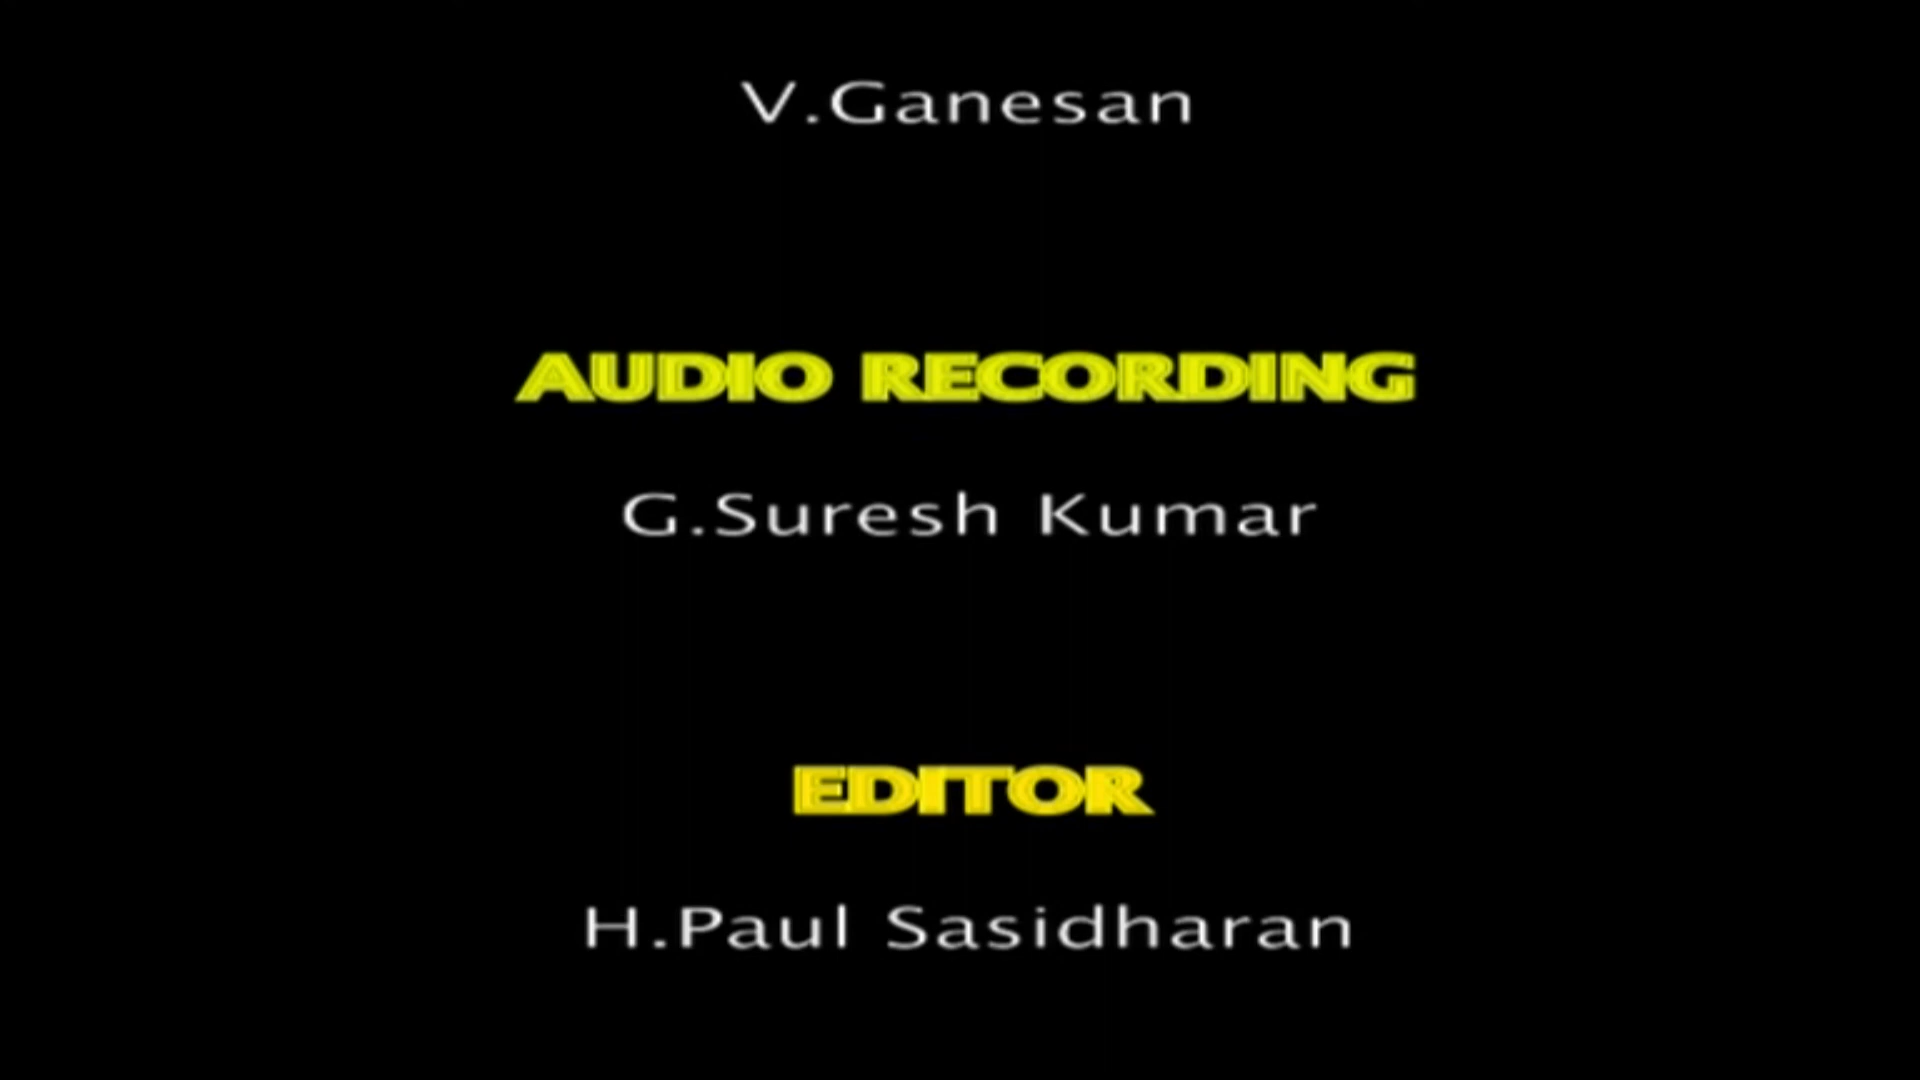 V.Ganesan
AUDIO RECORDING
G.Suresh Kumar
EDITOR
H.Paul Sasidharan